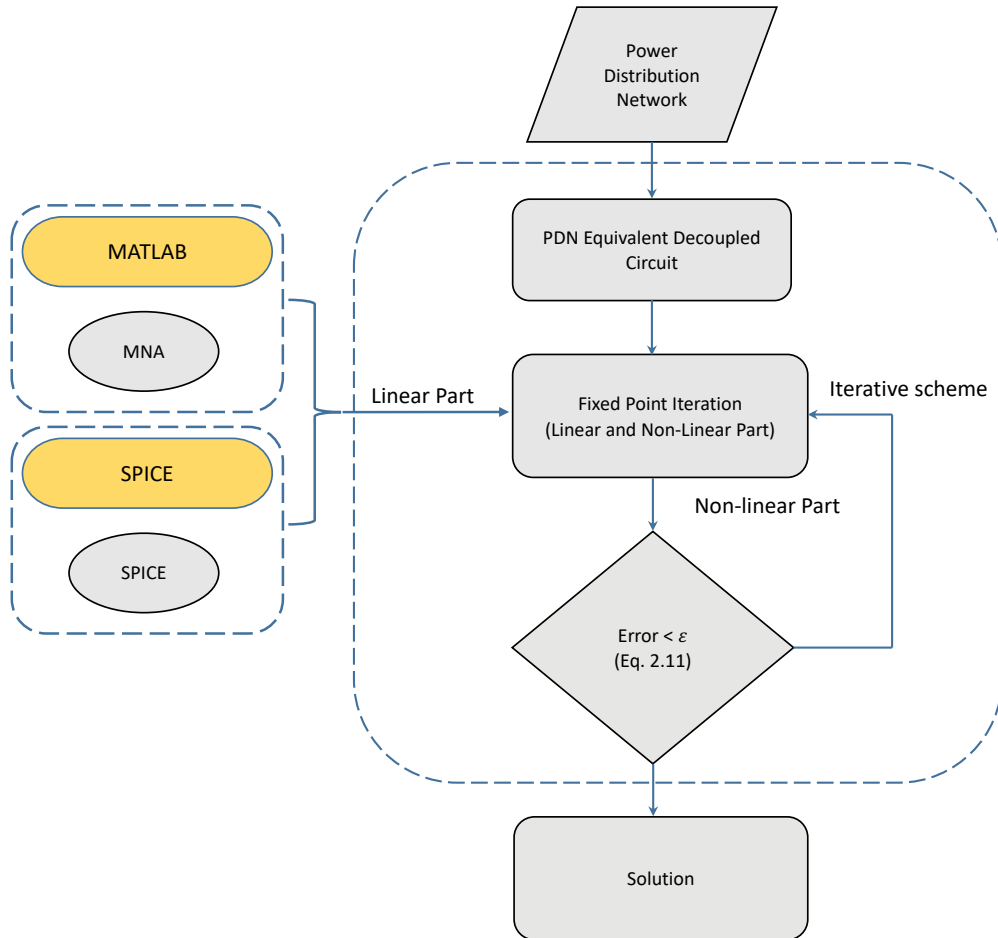 Power
Distribution
Network
PDN Equivalent Decoupled
Circuit
MATLAB
MNA
SPICE
SPICE
Linear Part
Fixed Point Iteration
(Linear and Non-Linear Part)
Iterative scheme
Non-linear Part
Error < ε
(Eq. 2.11)
Solution